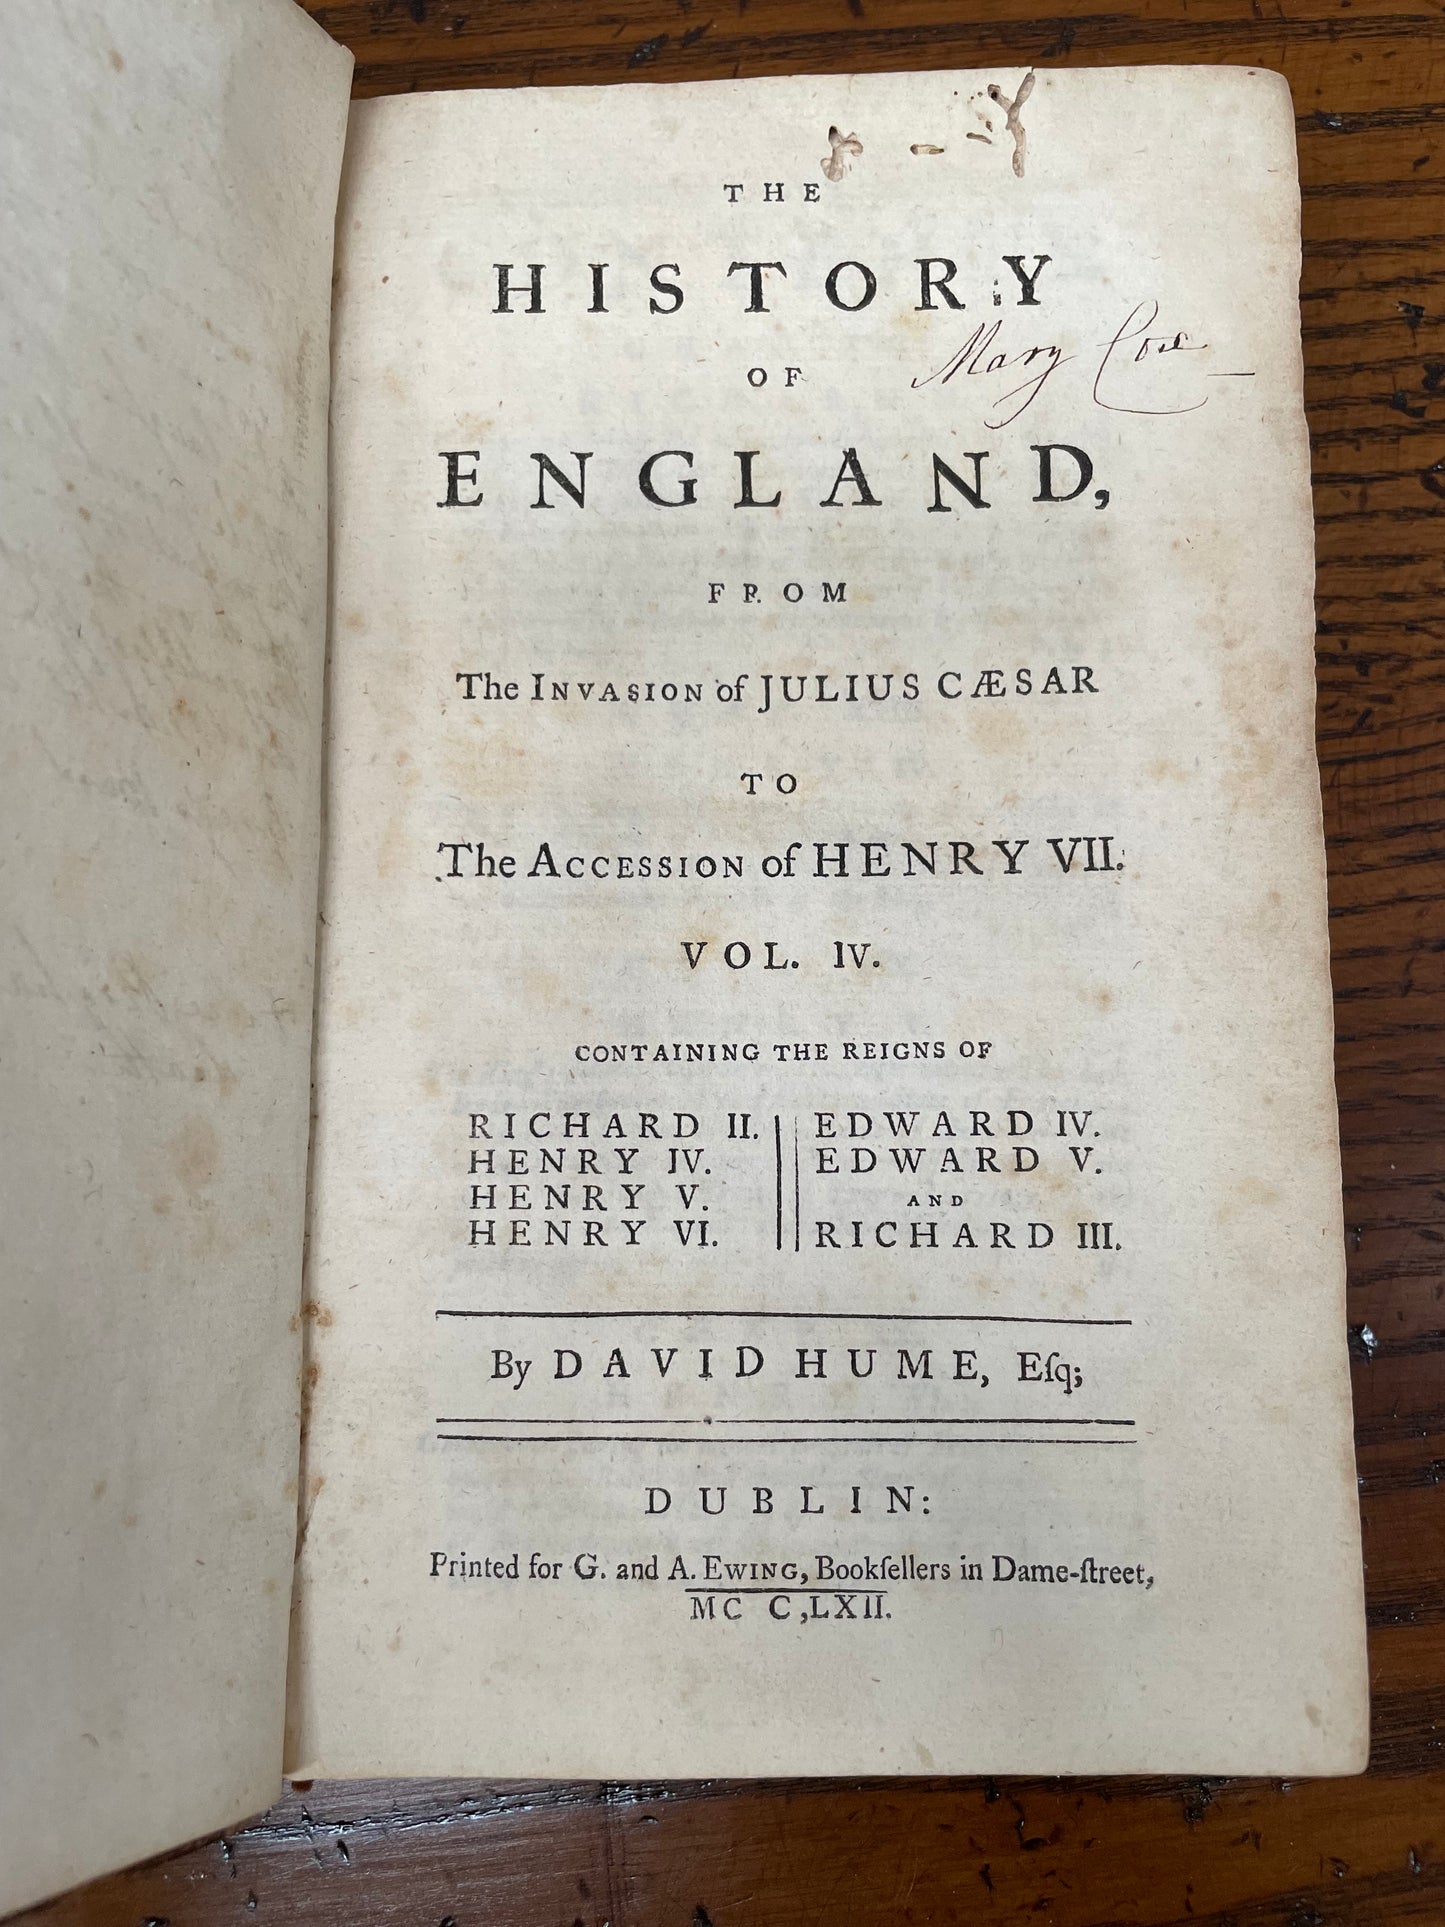 THE
HISTORY
Mary Cox
OF
ENGLAND,
FROM
The INVASION of JULIUS CÆSAR
TO
The ACCESSION of HENRY VII.
VOL. IV.
CONTAINING THE REIGNS OF
RICHARD II.
HENRY IV.
HENRY V.
HENRY VI.
EDWARD IV.
EDWARD V.
AND
RICHARD III.
By DAVID HUME, Eſq;
DUBLIN:
Printed for G. and A. EWING, Bookſellers in Dame-ſtreet,
MC C,LXII.